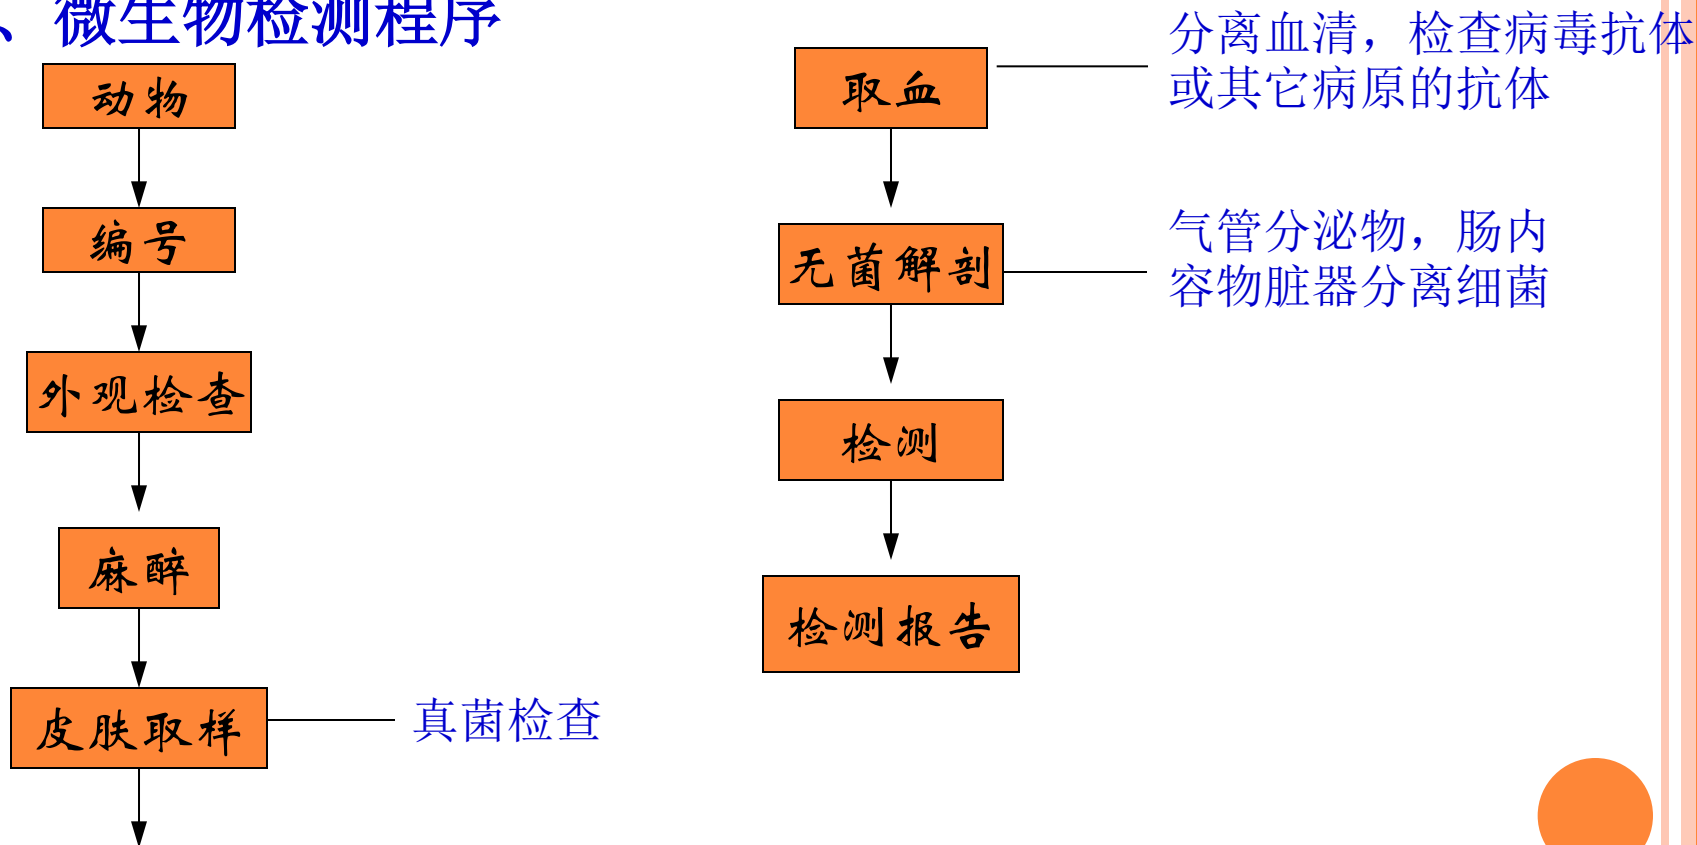 、微生物检测程序
动物
编号
外观检查
麻醉
皮肤取样
真菌检查
取血
分离血清，检查病毒抗体
或其它病原的抗体
无菌解剖
气管分泌物，肠内
容物脏器分离细菌
检测
检测报告